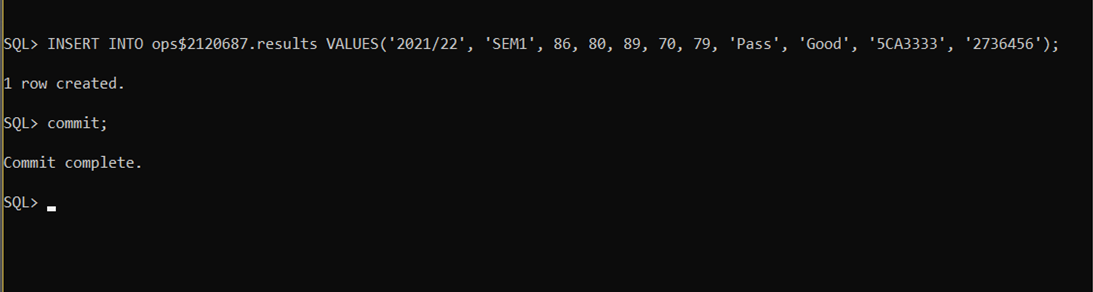 SQL> INSERT INTO ops$2120687.results VALUES('2021/22', 'SEM1', 86, 80, 89, 70, 79, 'Pass', 'Good', '5CA3333', '2736456');
1 row created.
SQL> commit;
Commit complete.
SQL>